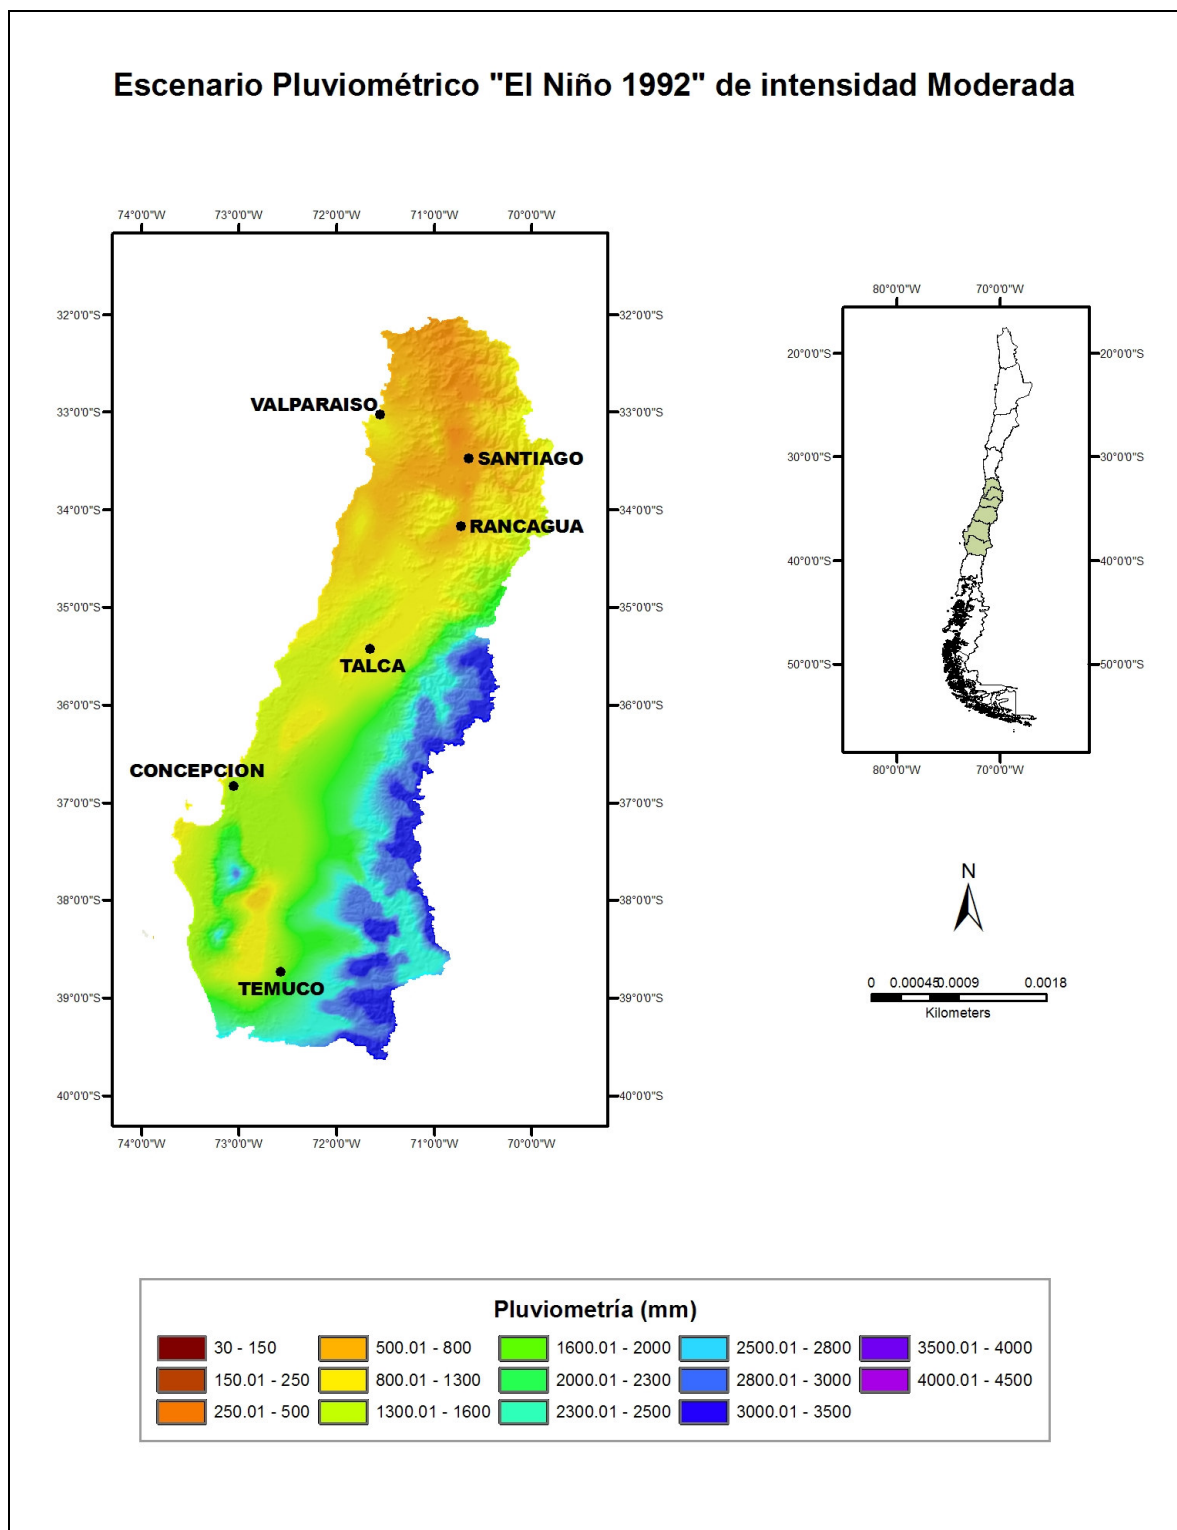 Escenario Pluviométrico "El Niño 1992" de intensidad Moderada
74°0'0"W 73°0'0"W 72°0'0"W 71°0'0"W 70°0'0"W
80°0'0"W 70°0'0"W
32°0'0"S 32°0'0"S
20°0'0"S 20°0'0"S
VALPARAISO
33°0'0"S 33°0'0"S
SANTIAGO
30°0'0"S 30°0'0"S
34°0'0"S 34°0'0"S
RANCAGUA
40°0'0"S 40°0'0"S
35°0'0"S 35°0'0"S
TALCA
50°0'0"S 50°0'0"S
36°0'0"S 36°0'0"S
CONCEPCION
80°0'0"W 70°0'0"W
37°0'0"S 37°0'0"S
N
38°0'0"S 38°0'0"S
TEMUCO
0 0.00045 0.0009 0.0018
39°0'0"S 39°0'0"S
Kilometers
40°0'0"S 40°0'0"S
74°0'0"W 73°0'0"W 72°0'0"W 71°0'0"W 70°0'0"W
Pluviometría (mm)
30 - 150 500.01 - 800 1600.01 - 2000 2500.01 - 2800 3500.01 - 4000
150.01 - 250 800.01 - 1300 2000.01 - 2300 2800.01 - 3000 4000.01 - 4500
250.01 - 500 1300.01 - 1600 2300.01 - 2500 3000.01 - 3500